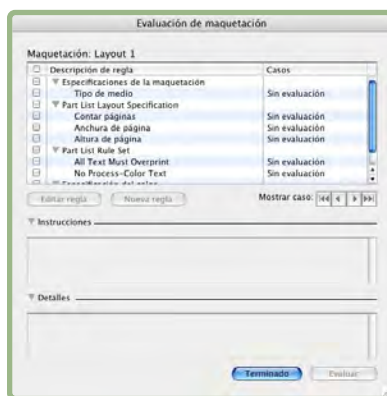 Evaluación de maquetación
Maquetación: Layout 1
Descripción de regla Casos
Especificaciones de la maquetación
Tipo de medio Sin evaluación
Part List Layout Specification
Contar páginas Sin evaluación
Anchura de página Sin evaluación
Altura de página Sin evaluación
Part List Rule Set
All Text Must Overprint Sin evaluación
No Process-Color Text Sin evaluación
Especificación del color
Editar regla Nueva regla Mostrar caso:
Instrucciones
Detalles
Terminado Evaluar